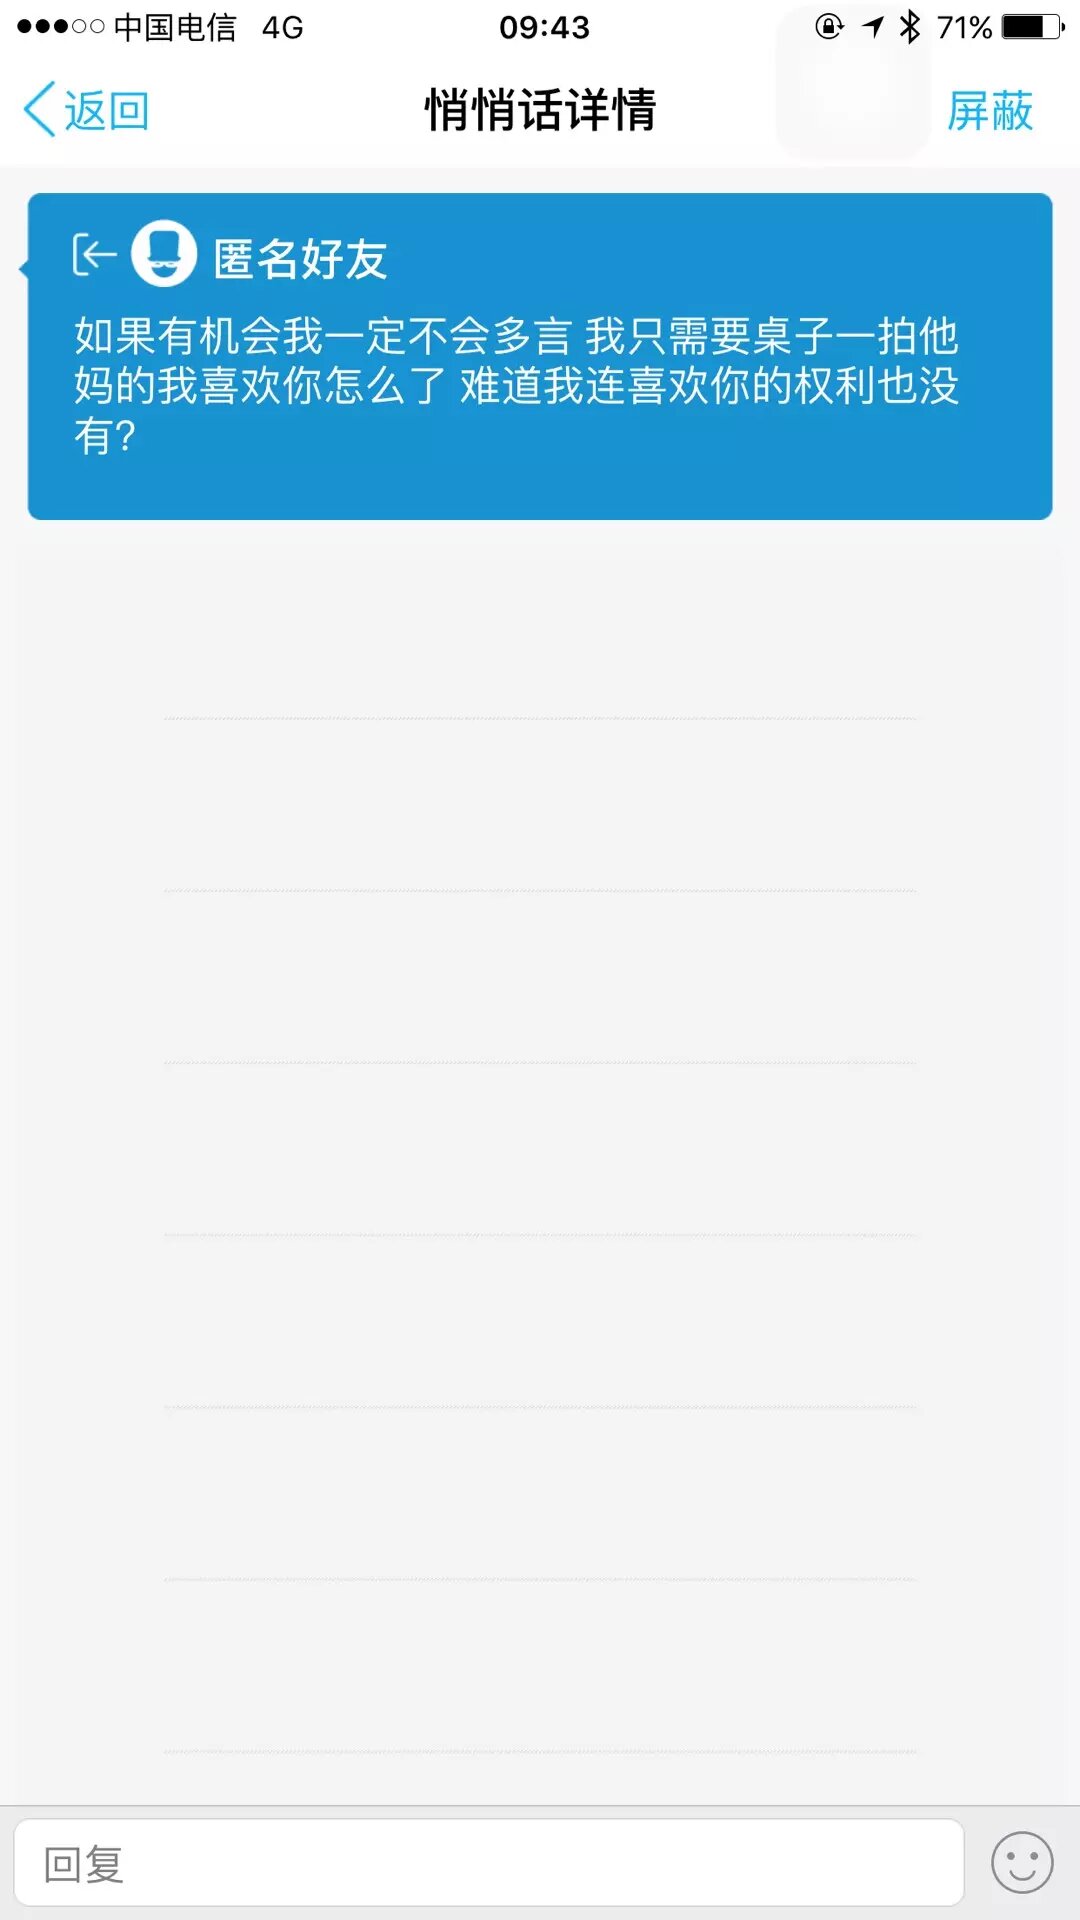 中国电信 4G 09:43 71%
返回 悄悄话详情 屏蔽
匿名好友
如果有机会我一定不会多言 我只需要桌子一拍他
妈的我喜欢你怎么了 难道我连喜欢你的权利也没
有?
回复